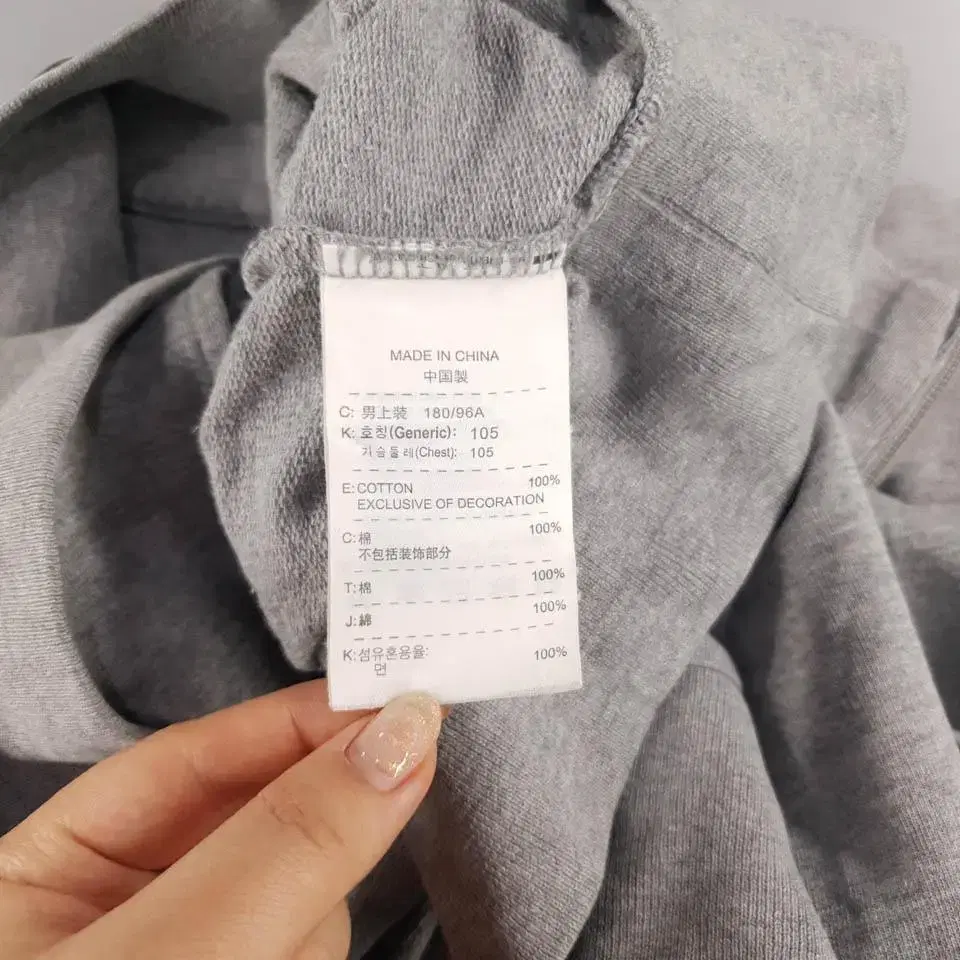 MADE IN CHINA
中国製
C: 男上装 180/96A
K: 호칭(Generic): 105
가슴둘레(Chest): 105
E: COTTON 100%
EXCLUSIVE OF DECORATION
C: 棉 100%
不包括装饰部分
T: 棉 100%
J: 綿 100%
K: 섬유혼용율:
면 100%